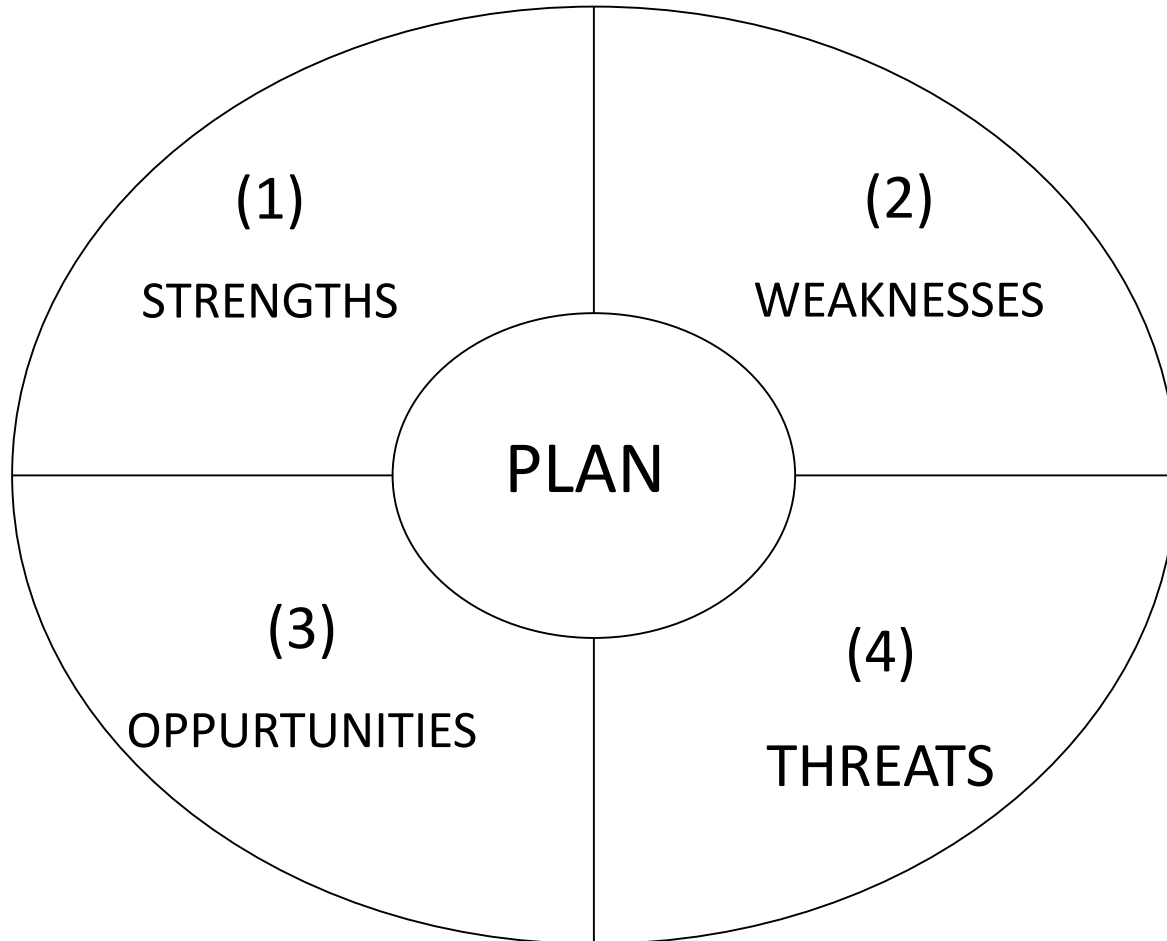 (1)
STRENGTHS
(2)
WEAKNESSES
PLAN
(3)
OPPURTUNITIES
(4)
THREATS